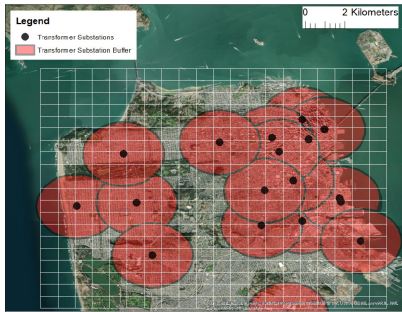 Legend
Transformer Substations
Transformer Substation Buffer
0 2 Kilometers